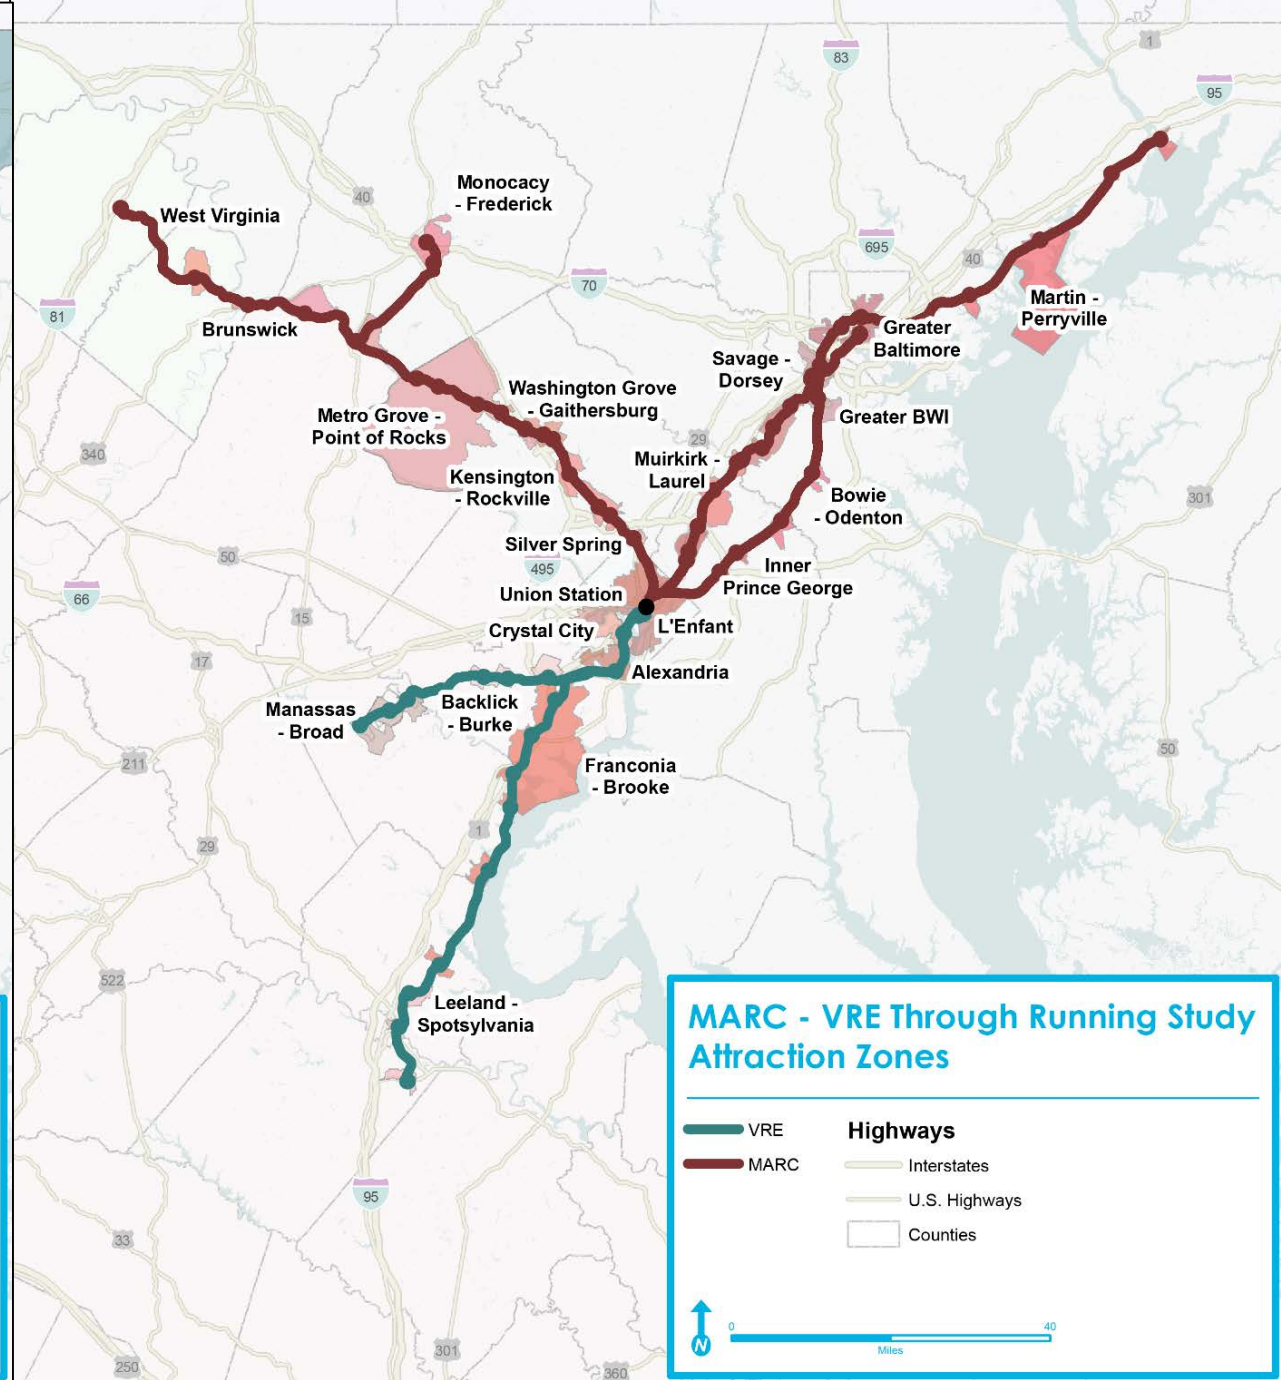 1
83
95
Monocacy
- Frederick
40
West Virginia
695
40
70
81
Martin -
Perryville
Brunswick
Greater
Baltimore
Savage -
Dorsey
Washington Grove
- Gaithersburg
Metro Grove -
Point of Rocks
Greater BWI
29
340
Muirkirk -
Laurel
Kensington
- Rockville
301
Bowie
- Odenton
Silver Spring
50
495
Inner
Prince George
66
Union Station
15
Crystal City
L'Enfant
17
Alexandria
Manassas
- Broad
Backlick
- Burke
50
211
Franconia
- Brooke
1
29
522
Leeland -
Spotsylvania
95
33
301
250
360
MARC - VRE Through Running Study
Attraction Zones
VRE
MARC
Highways
Interstates
U.S. Highways
Counties
N
0
40
Miles